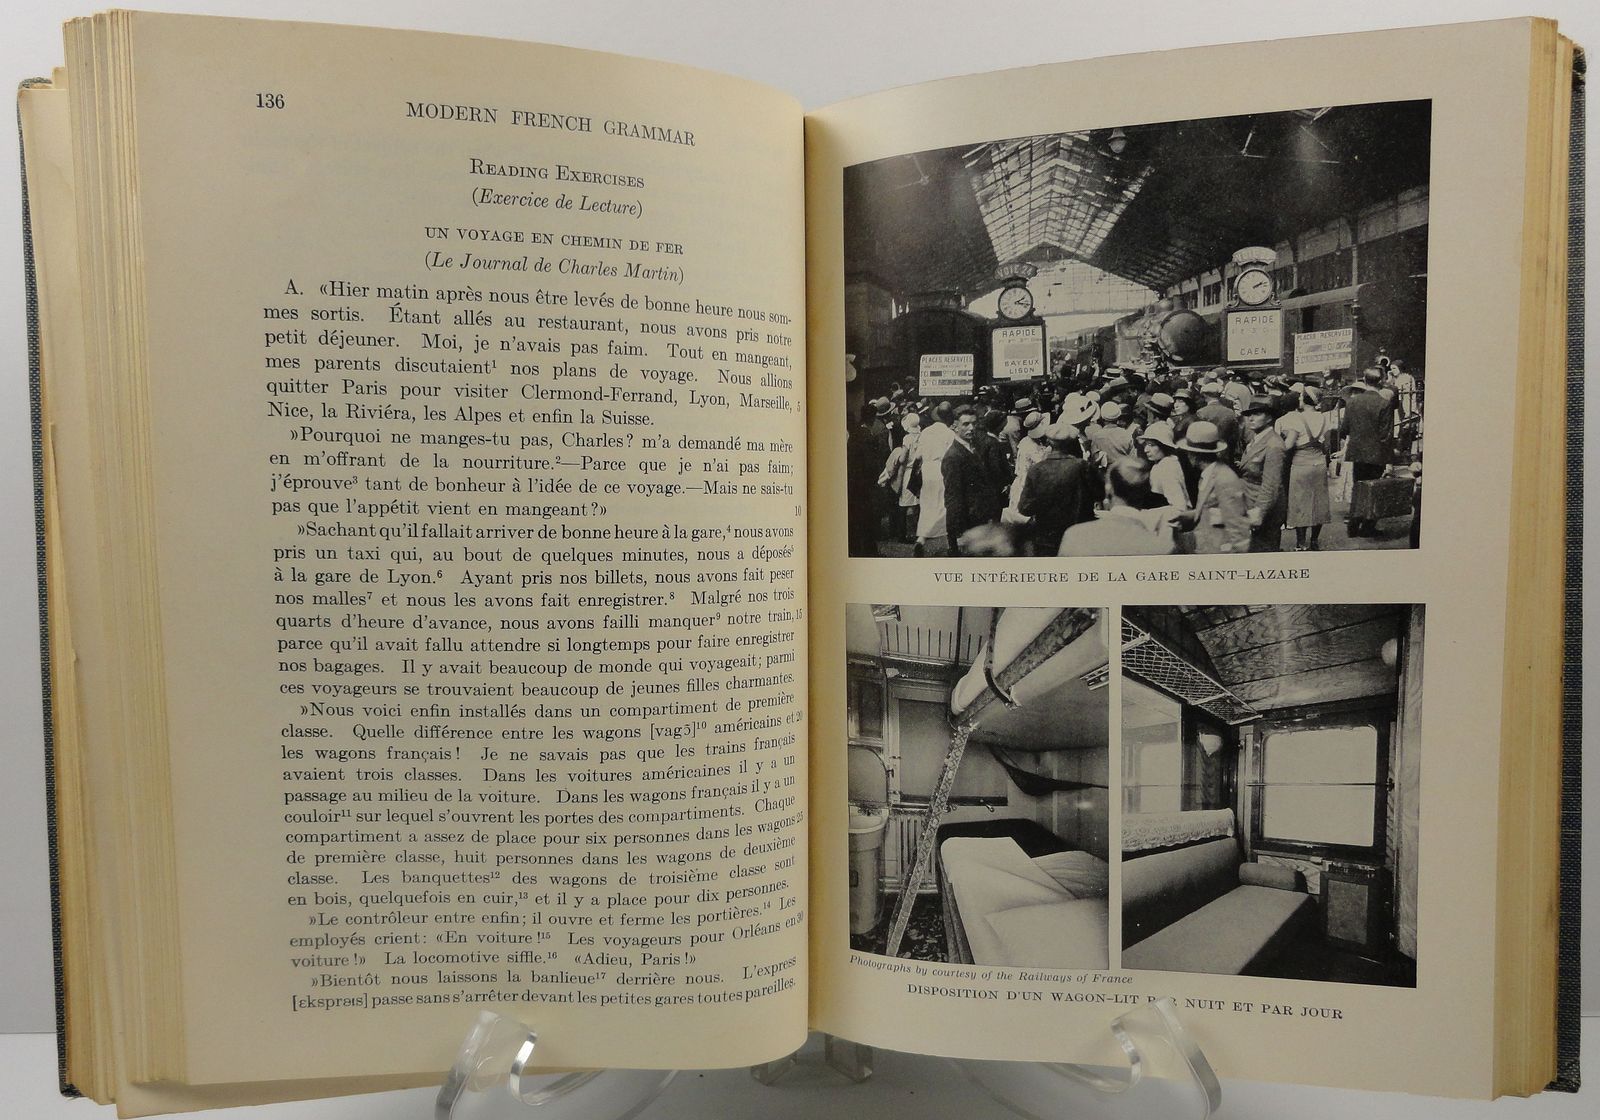 136
MODERN FRENCH GRAMMAR
READING EXERCISES
(Exercice de Lecture)
UN VOYAGE EN CHEMIN DE FER
(Le Journal de Charles Martin)
A. «Hier matin après nous être levés de bonne heure nous som-
mes sortis. Étant allés au restaurant, nous avons pris notre
petit déjeuner. Moi, je n'avais pas faim. Tout en mangeant,
mes parents discutaient¹ nos plans de voyage. Nous allions
quitter Paris pour visiter Clermond-Ferrand, Lyon, Marseille, 5
Nice, la Riviéra, les Alpes et enfin la Suisse.
»Pourquoi ne manges-tu pas, Charles? m'a demandé ma mère
en m'offrant de la nourriture.²—Parce que je n'ai pas faim;
j'éprouve³ tant de bonheur à l'idée de ce voyage.—Mais ne sais-tu
pas que l'appétit vient en mangeant?» 10
»Sachant qu'il fallait arriver de bonne heure à la gare,⁴ nous avons
pris un taxi qui, au bout de quelques minutes, nous a déposés⁵
à la gare de Lyon.⁶ Ayant pris nos billets, nous avons fait peser
nos malles⁷ et nous les avons fait enregistrer.⁸ Malgré nos trois
quarts d'heure d'avance, nous avons failli manquer⁹ notre train, 15
parce qu'il avait fallu attendre si longtemps pour faire enregistrer
nos bagages. Il y avait beaucoup de monde qui voyageait; parmi
ces voyageurs se trouvaient beaucoup de jeunes filles charmantes.
»Nous voici enfin installés dans un compartiment de première
classe. Quelle différence entre les wagons [vagɔ̃]¹⁰ américains et 20
les wagons français! Je ne savais pas que les trains français
avaient trois classes. Dans les voitures américaines il y a un
passage au milieu de la voiture. Dans les wagons français il y a un
couloir¹¹ sur lequel s'ouvrent les portes des compartiments. Chaque
compartiment a assez de place pour six personnes dans les wagons 25
de première classe, huit personnes dans les wagons de deuxième
classe. Les banquettes¹² des wagons de troisième classe sont
en bois, quelquefois en cuir,¹³ et il y a place pour dix personnes.
»Le contrôleur entre enfin; il ouvre et ferme les portières.¹⁴ Les
employés crient: «En voiture!¹⁵ Les voyageurs pour Orléans en 30
voiture!» La locomotive siffle.¹⁶ «Adieu, Paris!»
»Bientôt nous laissons la banlieue¹⁷ derrière nous. L'express
[ɛksprɛs] passe sans s'arrêter devant les petites gares toutes pareilles.
VOIE 24
RAPIDE
BAYEUX
LISON
PLACES RÉSERVÉES
RAPIDE
CAEN
PLACES RÉSERVÉES
VUE INTÉRIEURE DE LA GARE SAINT-LAZARE
Photographs by courtesy of the Railways of France
DISPOSITION D'UN WAGON-LIT PAR NUIT ET PAR JOUR